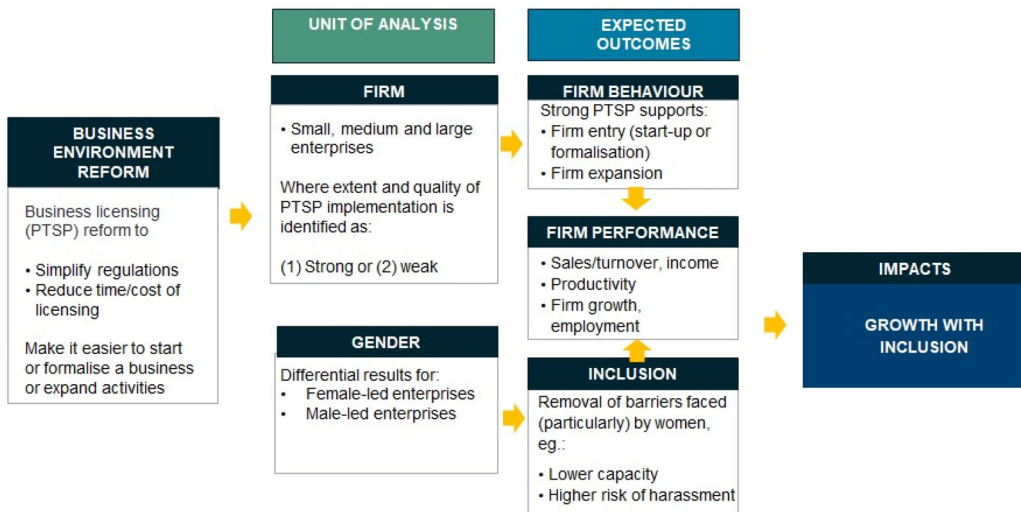 BUSINESS
ENVIRONMENT
REFORM
Business licensing
(PTSP) reform to
• Simplify regulations
• Reduce time/cost of
licensing
Make it easier to start
or formalise a business
or expand activities
UNIT OF ANALYSIS
FIRM
• Small, medium and large
enterprises
Where extent and quality of
PTSP implementation is
identified as:
(1) Strong or (2) weak
GENDER
Differential results for:
• Female-led enterprises
• Male-led enterprises
EXPECTED
OUTCOMES
FIRM BEHAVIOUR
Strong PTSP supports:
• Firm entry (start-up or
formalisation)
• Firm expansion
FIRM PERFORMANCE
• Sales/turnover, income
• Productivity
• Firm growth,
employment
INCLUSION
Removal of barriers faced
(particularly) by women,
eg.:
• Lower capacity
• Higher risk of harassment
IMPACTS
GROWTH WITH
INCLUSION